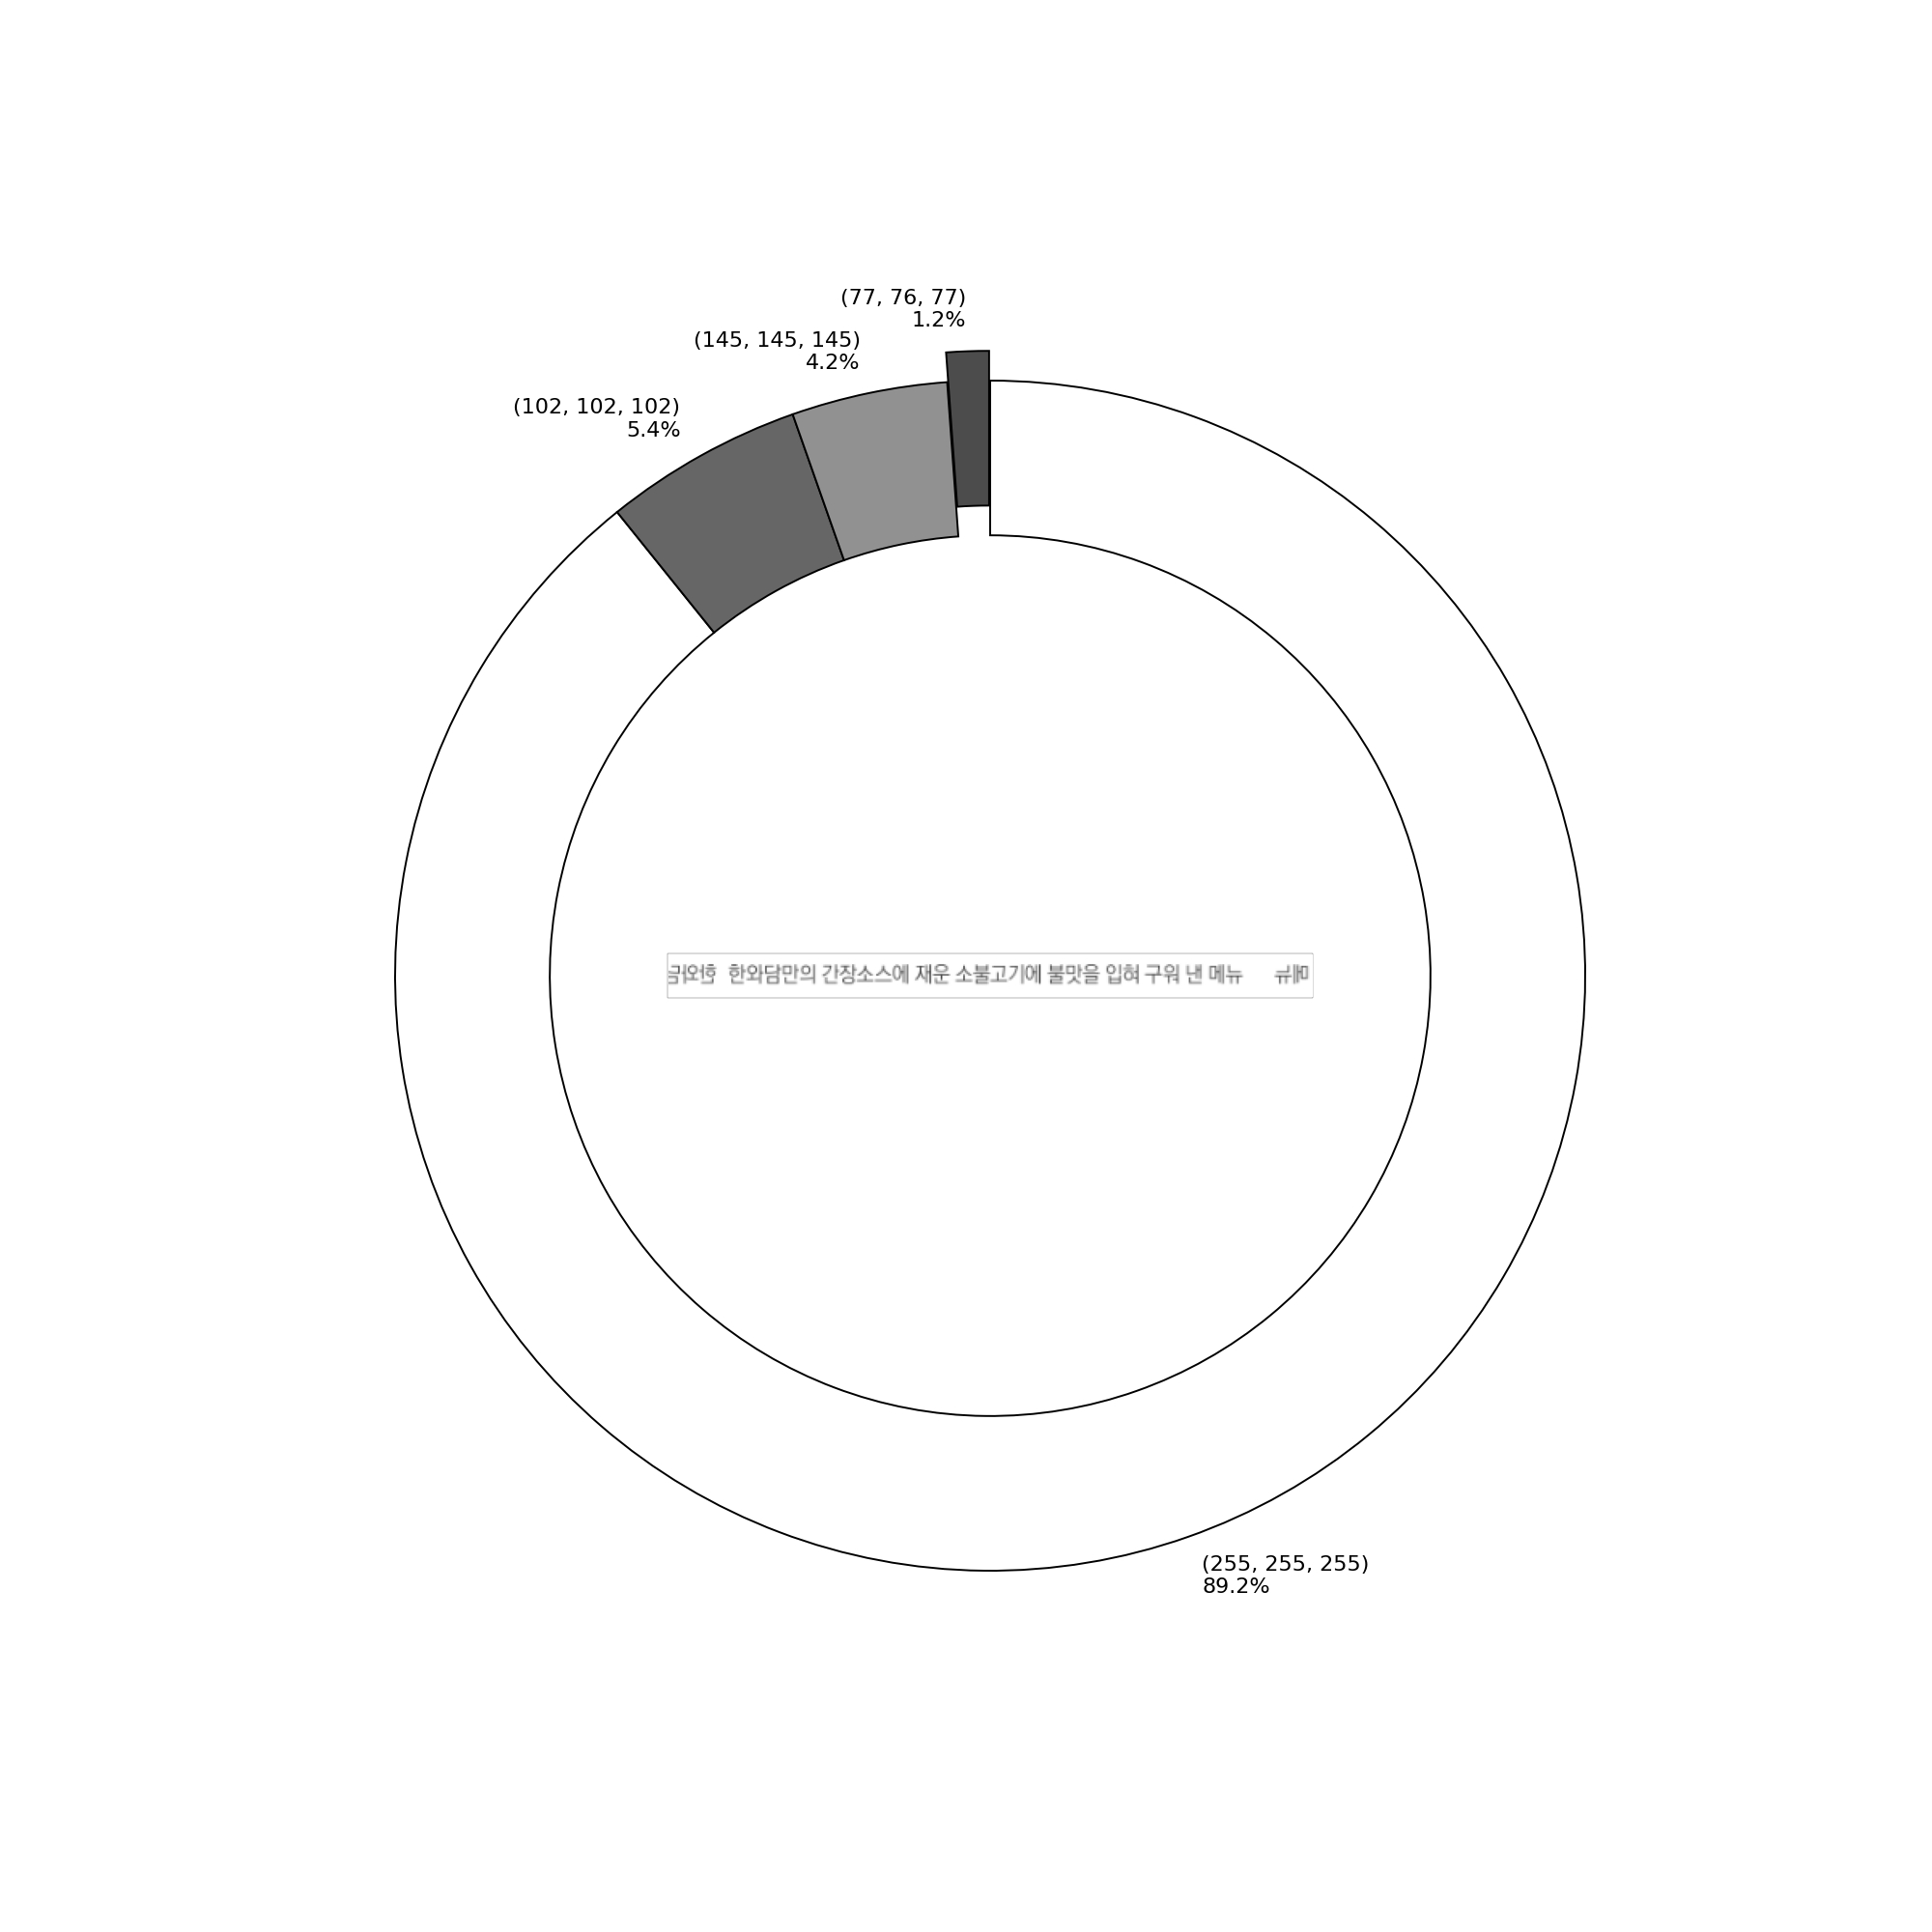 (77, 76, 77)
1.2%
(145, 145, 145)
4.2%
(102, 102, 102)
5.4%
한와담만의 간장소스에 재운 소불고기에 불맛을 입혀 구워 낸 메뉴
(255, 255, 255)
89.2%